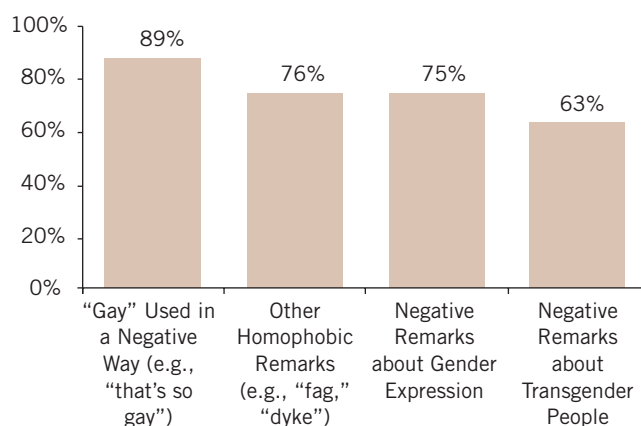 100%
80%
60%
40%
20%
0%
89%
76%
75%
63%
“Gay” Used in
a Negative
Way (e.g.,
“that’s so
gay”)
Other
Homophobic
Remarks
(e.g., “fag,”
“dyke”)
Negative
Remarks
about Gender
Expression
Negative
Remarks
about
Transgender
People